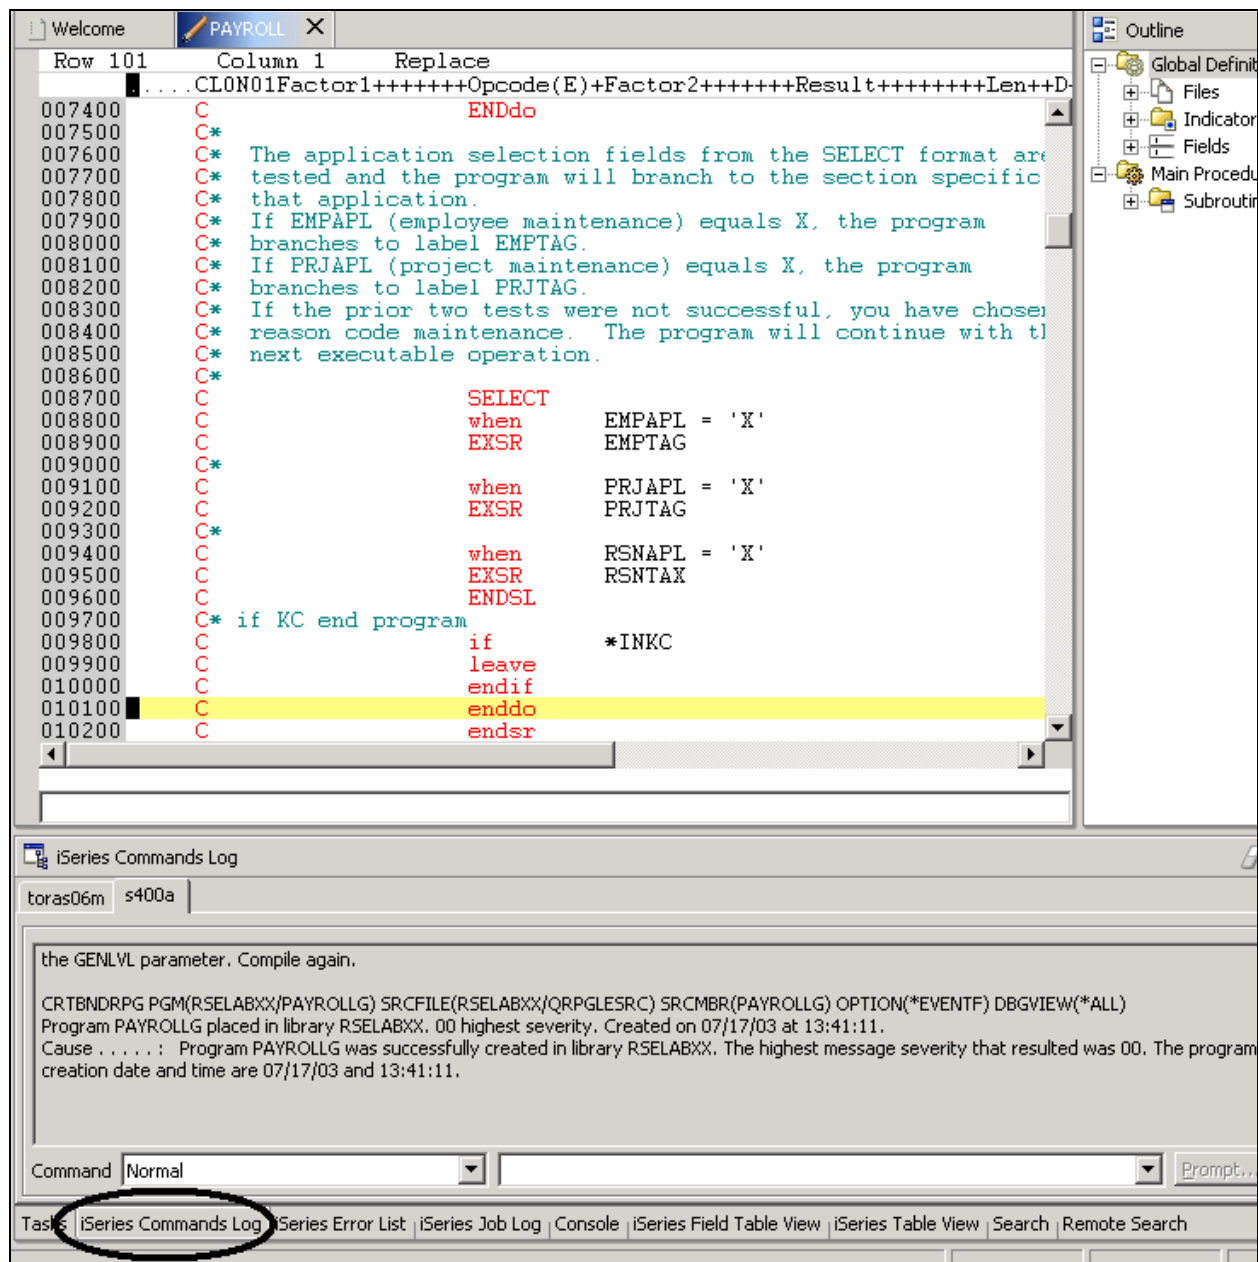 Welcome
PAYROLL X
Row 101 Column 1 Replace
....CL0N01Factor1+++++++Opcode(E)+Factor2+++++++Result++++++++Len++D
007400 C ENDdo
007500 C*
007600 C* The application selection fields from the SELECT format are
007700 C* tested and the program will branch to the section specific
007800 C* that application.
007900 C* If EMPAPL (employee maintenance) equals X, the program
008000 C* branches to label EMPTAG.
008100 C* If PRJAPL (project maintenance) equals X, the program
008200 C* branches to label PRJTAG.
008300 C* If the prior two tests were not successful, you have
008400 C* reason code maintenance. The program will continue with
008500 C* next executable operation.
008600 C*
008700 C SELECT
008800 C when EMPAPL = 'X'
008900 C EXSR EMPTAG
009000 C*
009100 C when PRJAPL = 'X'
009200 C EXSR PRJTAG
009300 C*
009400 C when RSNAPL = 'X'
009500 C EXSR RSNTAX
009600 C ENDSL
009700 C* if KC end program
009800 C if *INKC
009900 C leave
010000 C endif
010100 C enddo
010200 C endsr
Outline
Global Definit
Files
Indicator
Fields
Main Procedu
Subroutin
iSeries Commands Log
toras06m s400a
the GENLVL parameter. Compile again.
CRTBNDRPG PGM(RSELABXX/PAYROLLG) SRCFILE(RSELABXX/QRPGLESRC) SRCMBR(PAYROLLG) OPTION(*EVENTF) DBGVIEW(*ALL)
Program PAYROLLG placed in library RSELABXX. 00 highest severity. Created on 07/17/03 at 13:41:11.
Cause . . . . . : Program PAYROLLG was successfully created in library RSELABXX. The highest message severity that resulted was 00. The program
creation date and time are 07/17/03 and 13:41:11.
Command Normal Prompt...
Tasks iSeries Commands Log iSeries Error List iSeries Job Log Console iSeries Field Table View iSeries Table View Search Remote Search